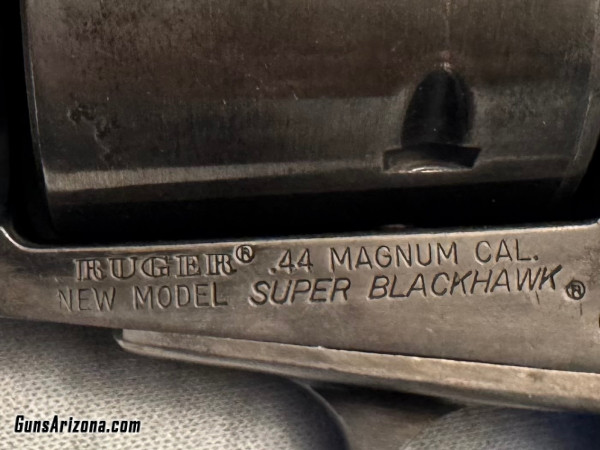 RUGER® .44 MAGNUM CAL.
NEW MODEL SUPER BLACKHAWK®
GunsArizona.com